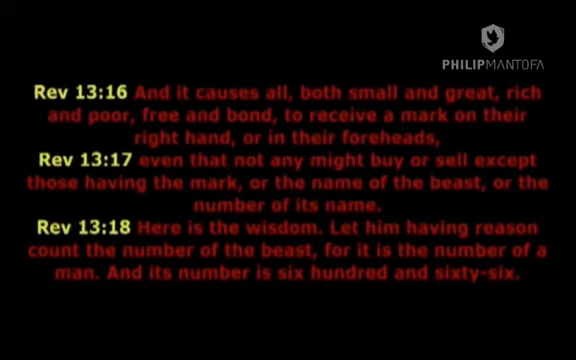 PHILIPMANTOFA
Rev 13:16 And it causes all, both small and great, rich
and poor, free and bond, to receive a mark on their
right hand, or in their foreheads,
Rev 13:17 even that not any might buy or sell except
those having the mark, or the name of the beast, or the
number of its name.
Rev 13:18 Here is the wisdom. Let him having reason
count the number of the beast, for it is the number of a
man. And its number is six hundred and sixty-six.